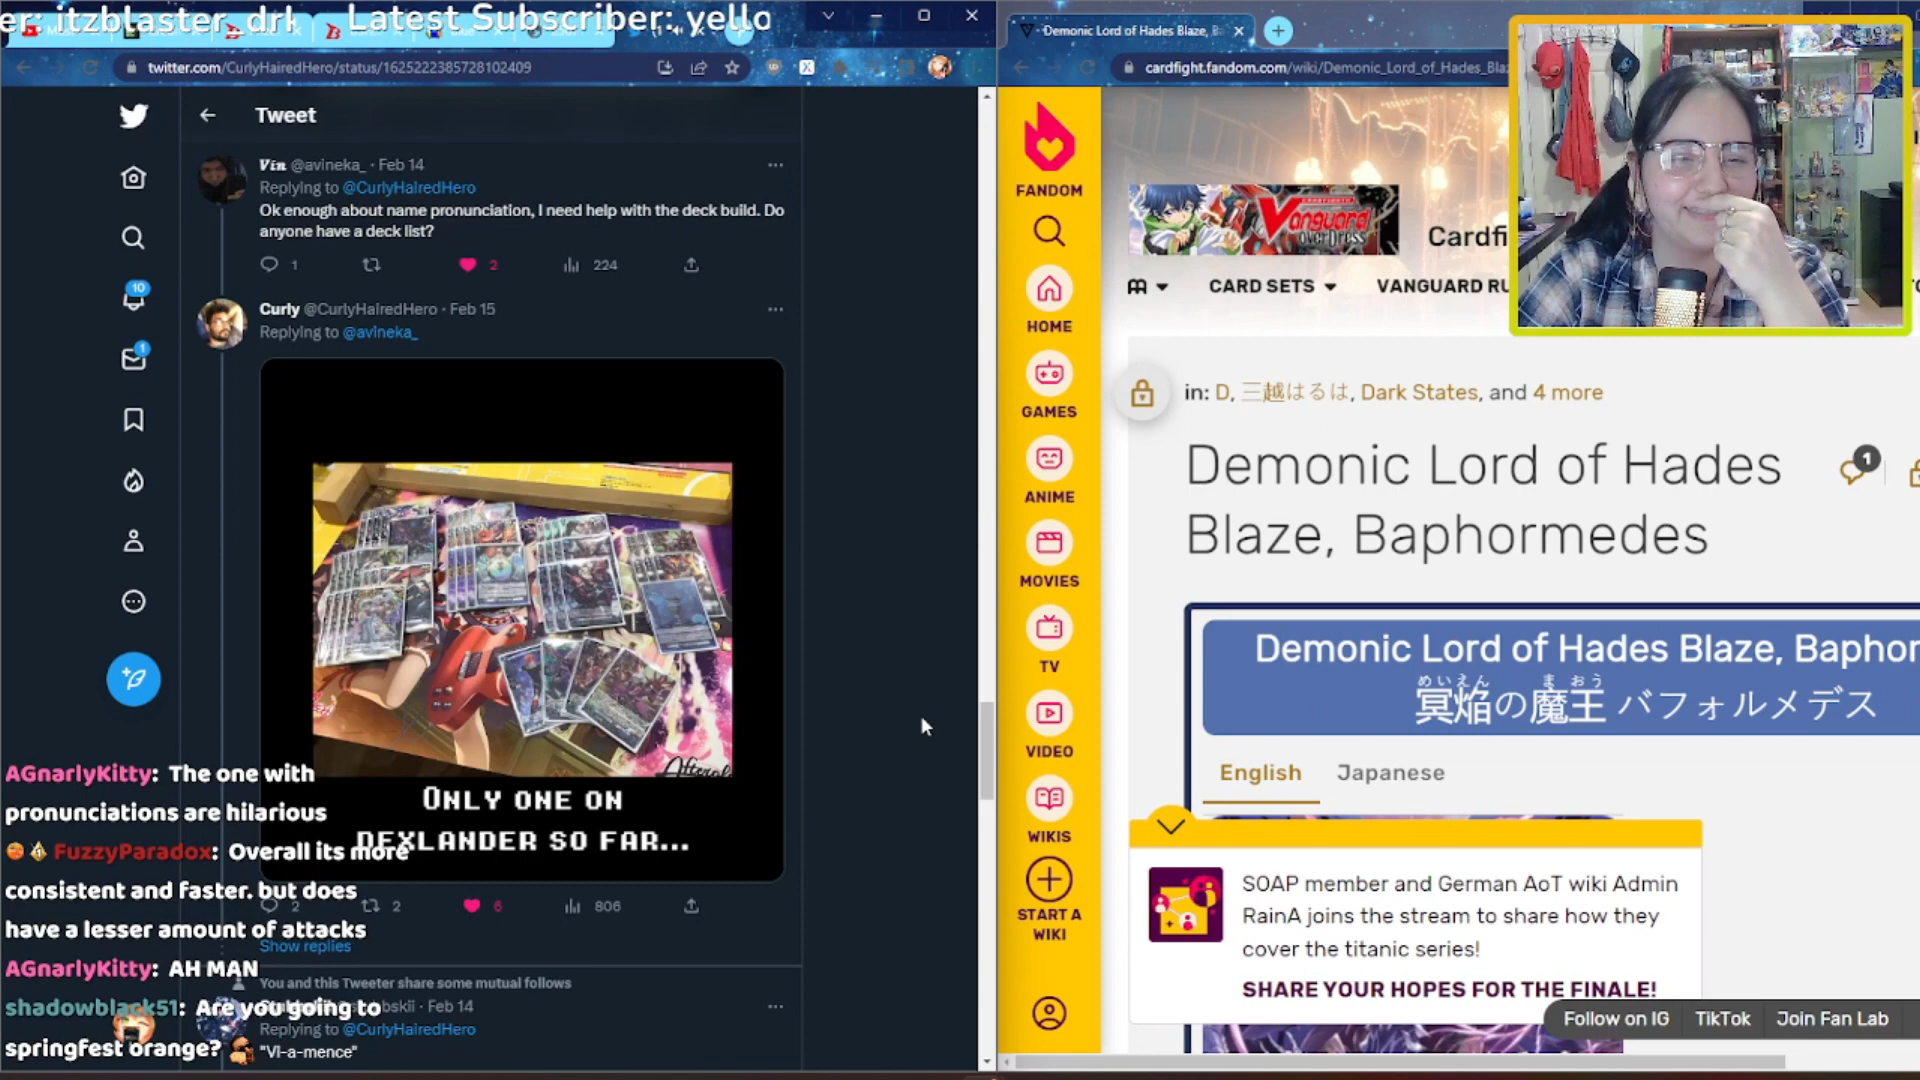 er: itzblaster_drk Latest Subscriber: yello
twitter.com/CurlyHairedHero/status/1625222385728102409
Tweet
Vin @avineka_ · Feb 14
Replying to @CurlyHairedHero
Ok enough about name pronunciation, I need help with the deck build. Do
anyone have a deck list?
1 2 224
10
Curly @CurlyHairedHero · Feb 15
Replying to @avineka_
1
ONLY ONE ON
DEXLANDER SO FAR...
2 2 6 806
Show replies
You and this Tweeter share some mutual follows
bskii · Feb 14
Replying to @CurlyHairedHero
"VI-a-mence"
AGnarlyKitty: The one with
pronunciations are hilarious
FuzzyParadox: Overall its more
consistent and faster. but does
have a lesser amount of attacks
AGnarlyKitty: AH MAN
shadowblack51: Are you going to
springfest orange?
Demonic Lord of Hades Blaze, B
cardfight.fandom.com/wiki/Demonic_Lord_of_Hades_Blaz
FANDOM
HOME
GAMES
ANIME
MOVIES
TV
VIDEO
WIKIS
START A
WIKI
CARDFIGHT!!
Vanguard
overDress
Cardfi
CARD SETS VANGUARD RU
in: D, 三越はるは, Dark States, and 4 more
Demonic Lord of Hades
Blaze, Baphormedes
1
Demonic Lord of Hades Blaze, Baphor
めいえん まおう
冥焔の魔王 バフォルメデス
English Japanese
SOAP member and German AoT wiki Admin
RainA joins the stream to share how they
cover the titanic series!
SHARE YOUR HOPES FOR THE FINALE!
Follow on IG TikTok Join Fan Lab